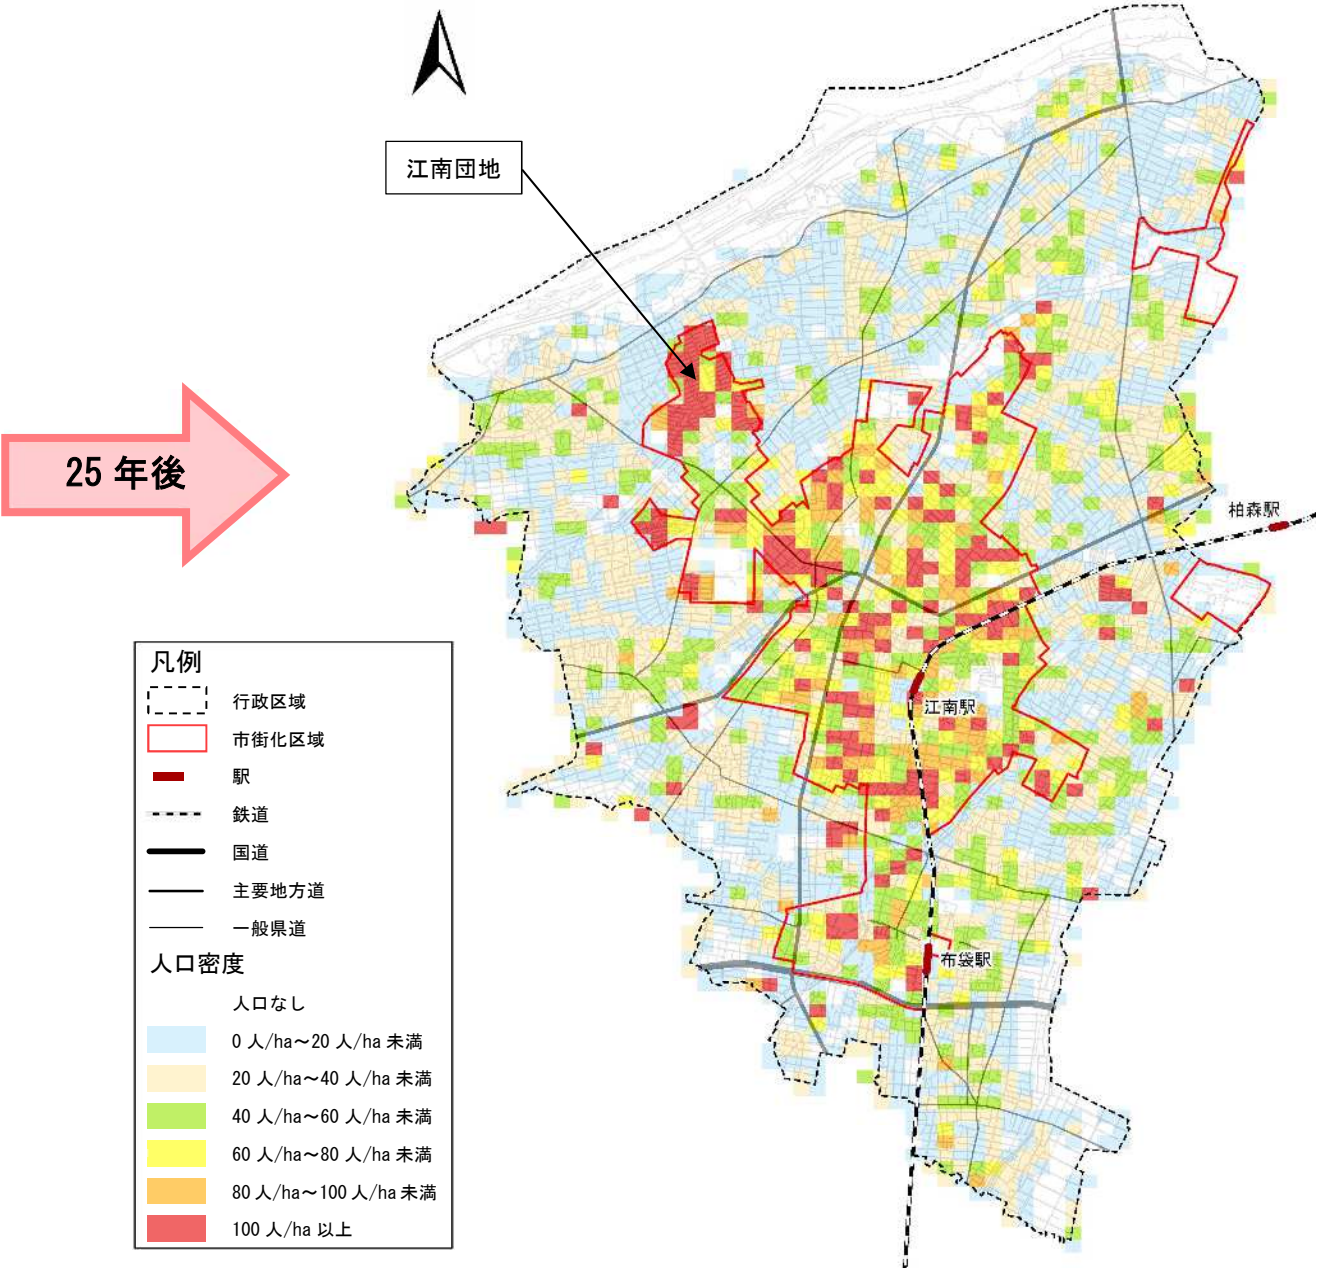 江南団地
25 年後
柏森駅
江南駅
布袋駅
凡例
行政区域
市街化区域
駅
鉄道
国道
主要地方道
一般県道
人口密度
人口なし
0 人/ha～20 人/ha 未満
20 人/ha～40 人/ha 未満
40 人/ha～60 人/ha 未満
60 人/ha～80 人/ha 未満
80 人/ha～100 人/ha 未満
100 人/ha 以上